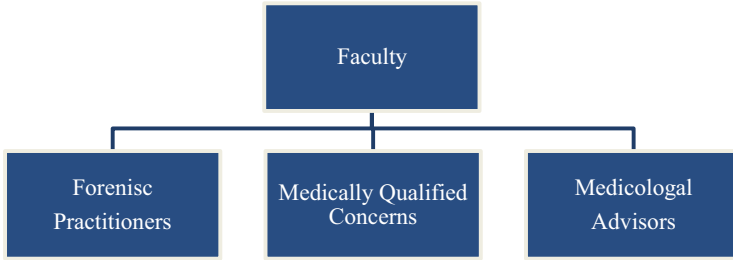 Faculty
Forenisc
Practitioners
Medically Qualified
Concerns
Medicologal
Advisors